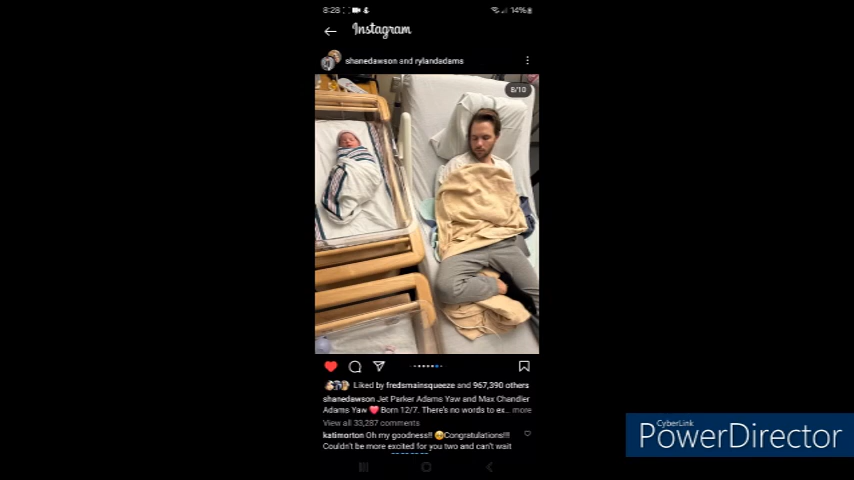 8:28
14%
Instagram
shanedawson and rylandadams
8/10
Liked by fredsmainsqueeze and 967,390 others
shanedawson Jet Parker Adams Yaw and Max Chandler
Adams Yaw ❤️ Born 12/7. There's no words to ex... more
View all 33,287 comments
katimorton Oh my goodness!! 🥹Congratulations!!!
Couldn't be more excited for you two and can't wait
CyberLink
PowerDirector